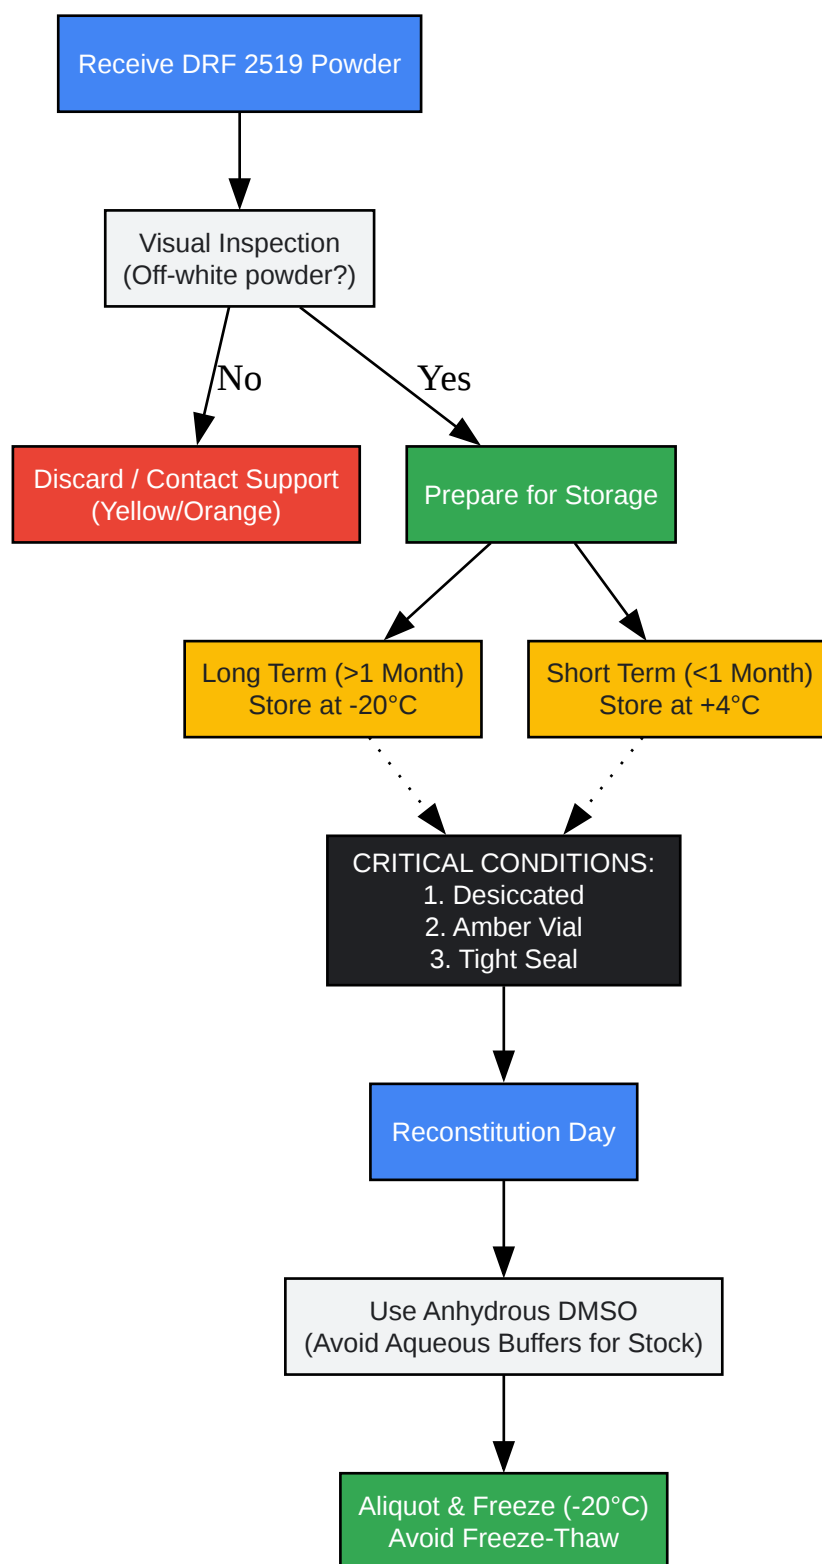 Receive DRF 2519 Powder
Visual Inspection
(Off-white powder?)
No
Yes
Discard / Contact Support
(Yellow/Orange)
Prepare for Storage
Long Term (>1 Month)
Store at -20°C
Short Term (<1 Month)
Store at +4°C
CRITICAL CONDITIONS:
1. Desiccated
2. Amber Vial
3. Tight Seal
Reconstitution Day
Use Anhydrous DMSO
(Avoid Aqueous Buffers for Stock)
Aliquot & Freeze (-20°C)
Avoid Freeze-Thaw